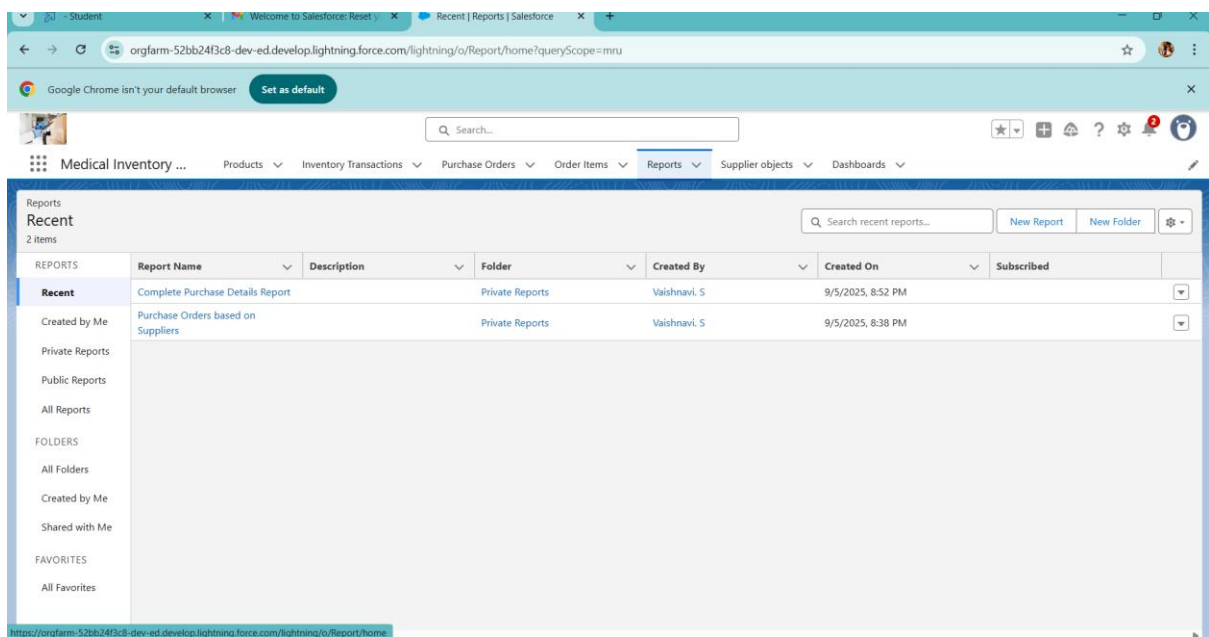 - Student
Welcome to Salesforce: Reset y
Recent | Reports | Salesforce
orgfarm-52bb24f3c8-dev-ed.develop.lightning.force.com/lightning/o/Report/home?queryScope=mru
Google Chrome isn't your default browser Set as default
Search...
2
Medical Inventory ... Products Inventory Transactions Purchase Orders Order Items Reports Supplier objects Dashboards
Reports
Recent
2 items
Search recent reports... New Report New Folder
REPORTS Report Name Description Folder Created By Created On Subscribed
Recent Complete Purchase Details Report Private Reports Vaishnavi. S 9/5/2025, 8:52 PM
Created by Me Purchase Orders based on
Suppliers Private Reports Vaishnavi. S 9/5/2025, 8:38 PM
Private Reports
Public Reports
All Reports
FOLDERS
All Folders
Created by Me
Shared with Me
FAVORITES
All Favorites
https://orgfarm-52bb24f3c8-dev-ed.develop.lightning.force.com/lightning/o/Report/home